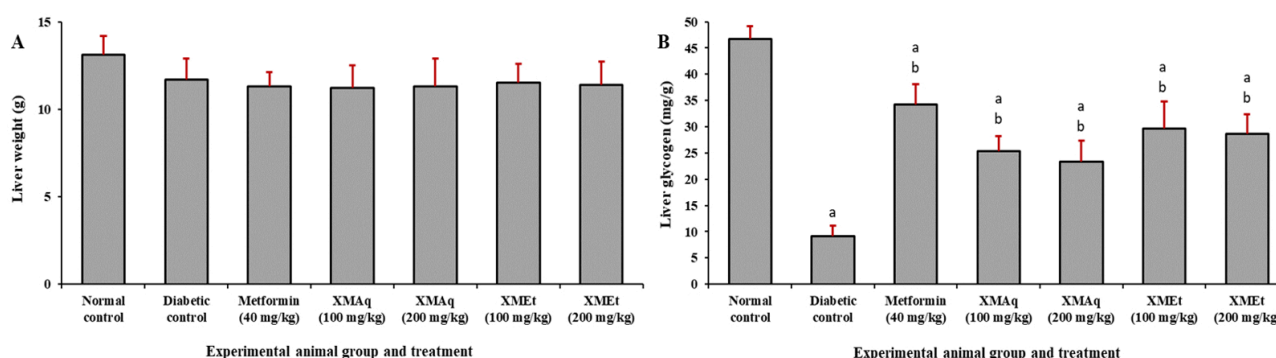 A
Liver weight (g)
15
10
5
0
Normal control
Diabetic control
Metformin (40 mg/kg)
XMAq (100 mg/kg)
XMAq (200 mg/kg)
XMEt (100 mg/kg)
XMEt (200 mg/kg)
Experimental animal group and treatment
B
Liver glycogen (mg/g)
50
45
40
35
30
25
20
15
10
5
0
a
a
b
a
b
a
b
a
b
a
b
Normal control
Diabetic control
Metformin (40 mg/kg)
XMAq (100 mg/kg)
XMAq (200 mg/kg)
XMEt (100 mg/kg)
XMEt (200 mg/kg)
Experimental animal group and treatment